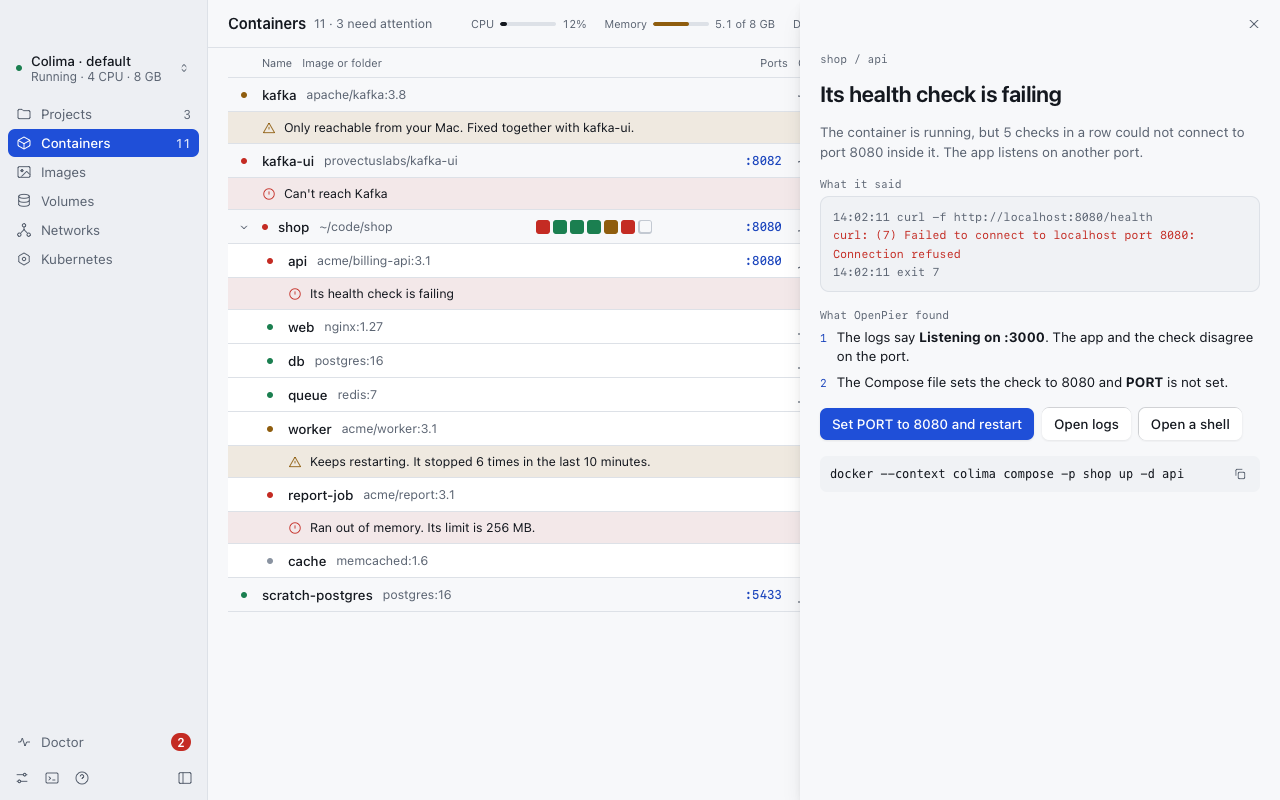 Colima · default
Running · 4 CPU · 8 GB
Projects 3
Containers 11
Images
Volumes
Networks
Kubernetes
Doctor 2
Containers 11 · 3 need attention CPU 12% Memory 5.1 of 8 GB
Name Image or folder Ports
kafka apache/kafka:3.8
Only reachable from your Mac. Fixed together with kafka-ui.
kafka-ui provectuslabs/kafka-ui :8082
Can't reach Kafka
shop ~/code/shop :8080
api acme/billing-api:3.1 :8080
Its health check is failing
web nginx:1.27
db postgres:16
queue redis:7
worker acme/worker:3.1
Keeps restarting. It stopped 6 times in the last 10 minutes.
report-job acme/report:3.1
Ran out of memory. Its limit is 256 MB.
cache memcached:1.6
scratch-postgres postgres:16 :5433
shop / api
Its health check is failing
The container is running, but 5 checks in a row could not connect to
port 8080 inside it. The app listens on another port.
What it said
14:02:11 curl -f http://localhost:8080/health
curl: (7) Failed to connect to localhost port 8080:
Connection refused
14:02:11 exit 7
What OpenPier found
1 The logs say Listening on :3000. The app and the check disagree
on the port.
2 The Compose file sets the check to 8080 and PORT is not set.
Set PORT to 8080 and restart Open logs Open a shell
docker --context colima compose -p shop up -d api